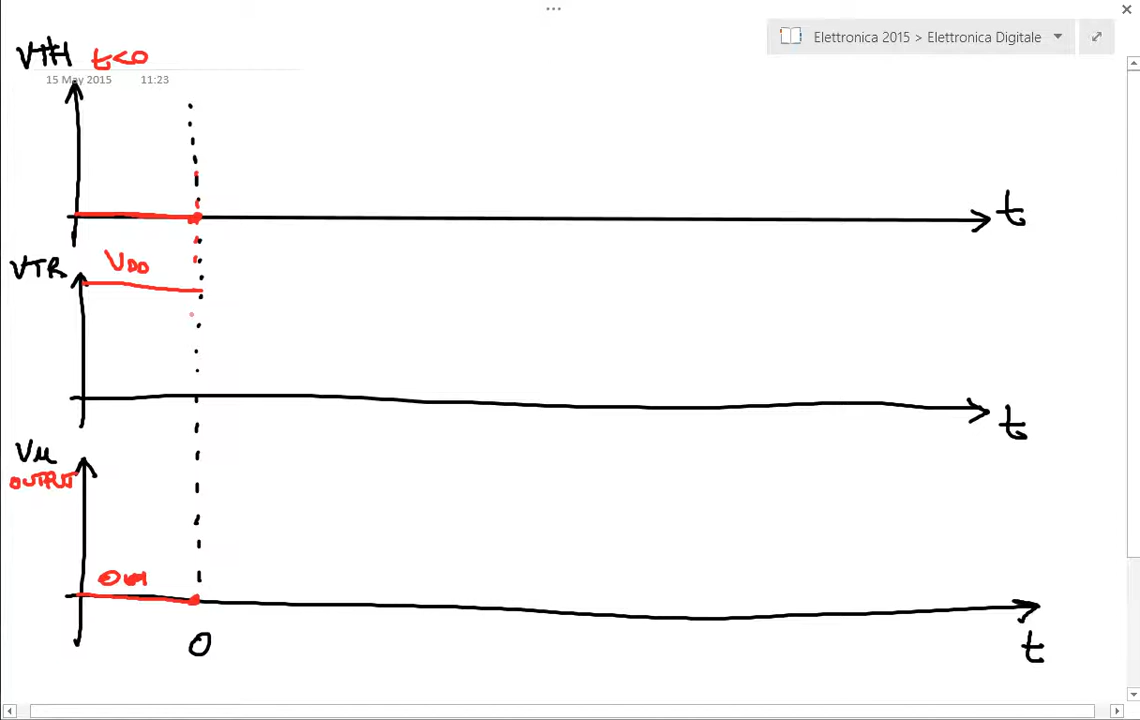 Elettronica 2015 > Elettronica Digitale
VTH t<0
15 May 2015 11:23
t
VTR VDD
t
Vu
OUTPUT
0
t